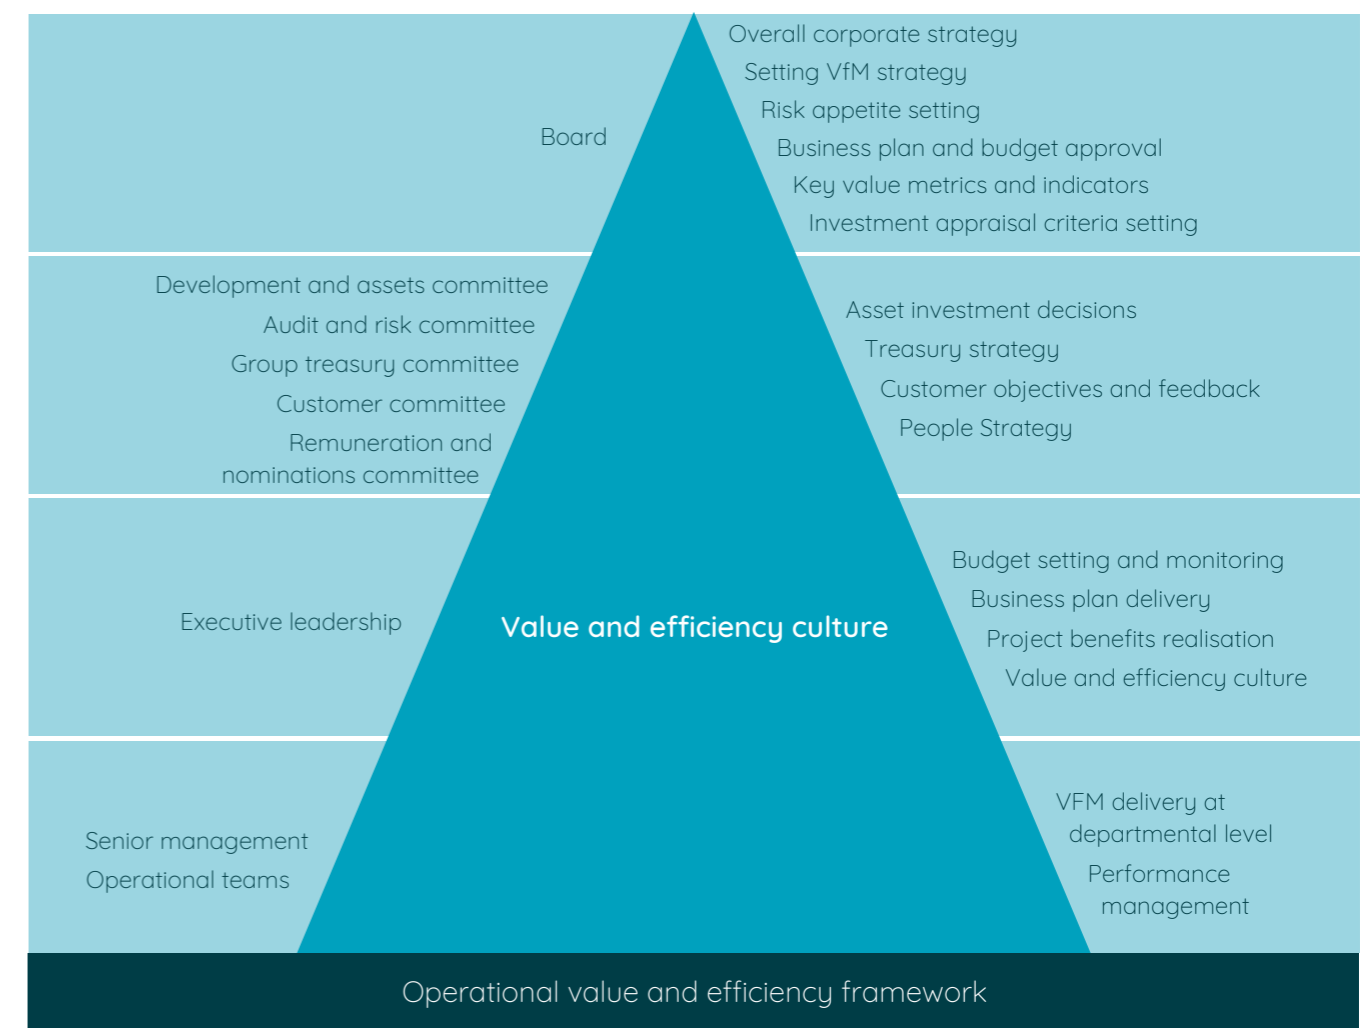 Board
Overall corporate strategy
Setting VfM strategy
Risk appetite setting
Business plan and budget approval
Key value metrics and indicators
Investment appraisal criteria setting
Development and assets committee
Audit and risk committee
Group treasury committee
Customer committee
Remuneration and
nominations committee
Asset investment decisions
Treasury strategy
Customer objectives and feedback
People Strategy
Executive leadership
Value and efficiency culture
Budget setting and monitoring
Business plan delivery
Project benefits realisation
Value and efficiency culture
Senior management
Operational teams
VFM delivery at
departmental level
Performance
management
Operational value and efficiency framework